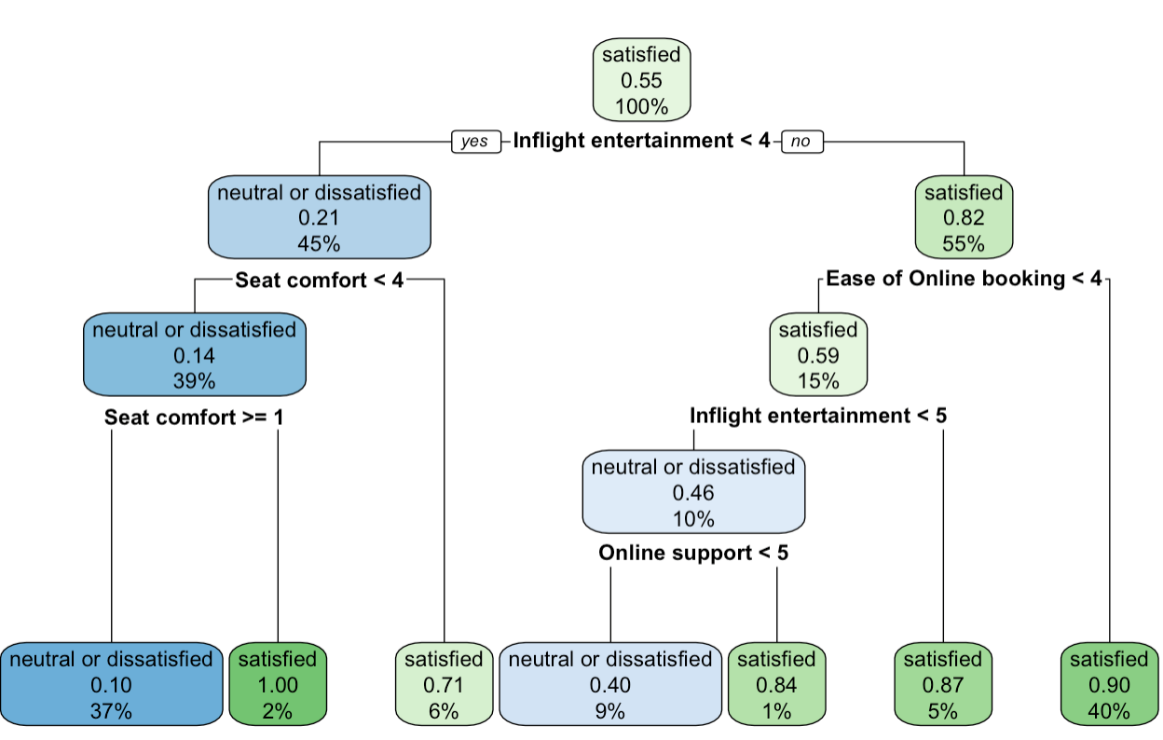 satisfied
0.55
100%
yes
Inflight entertainment < 4
no
neutral or dissatisfied
0.21
45%
satisfied
0.82
55%
Seat comfort < 4
Ease of Online booking < 4
neutral or dissatisfied
0.14
39%
satisfied
0.59
15%
Seat comfort >= 1
Inflight entertainment < 5
neutral or dissatisfied
0.46
10%
Online support < 5
neutral or dissatisfied
0.10
37%
satisfied
1.00
2%
satisfied
0.71
6%
neutral or dissatisfied
0.40
9%
satisfied
0.84
1%
satisfied
0.87
5%
satisfied
0.90
40%